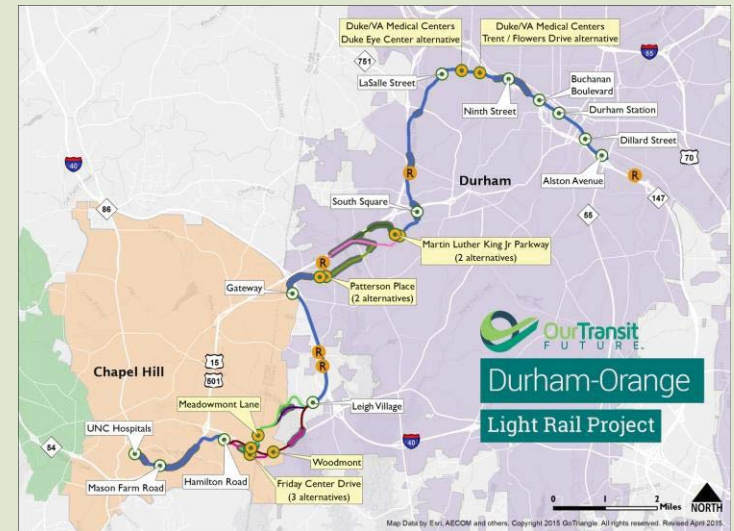 Duke/VA Medical Centers
Duke Eye Center alternative
Duke/VA Medical Centers
Trent / Flowers Drive alternative
751
85
LaSalle Street
Buchanan
Boulevard
Ninth Street
Durham Station
Dillard Street
40
70
R
Durham
Alston Avenue
R
86
South Square
147
55
Martin Luther King Jr Parkway
(2 alternatives)
R
Gateway
Patterson Place
(2 alternatives)
OurTransit
FUTURE
R
15
501
R
Chapel Hill
Durham-Orange
Light Rail Project
Meadowmont Lane
Leigh Village
UNC Hospitals
54
40
Woodmont
Mason Farm Road
Hamilton Road
Friday Center Drive
(3 alternatives)
0 1 2
Miles
NORTH
Map Data by Esri, AECOM and others. Copyright 2015 GoTriangle. All rights reserved. Revised April 2015.